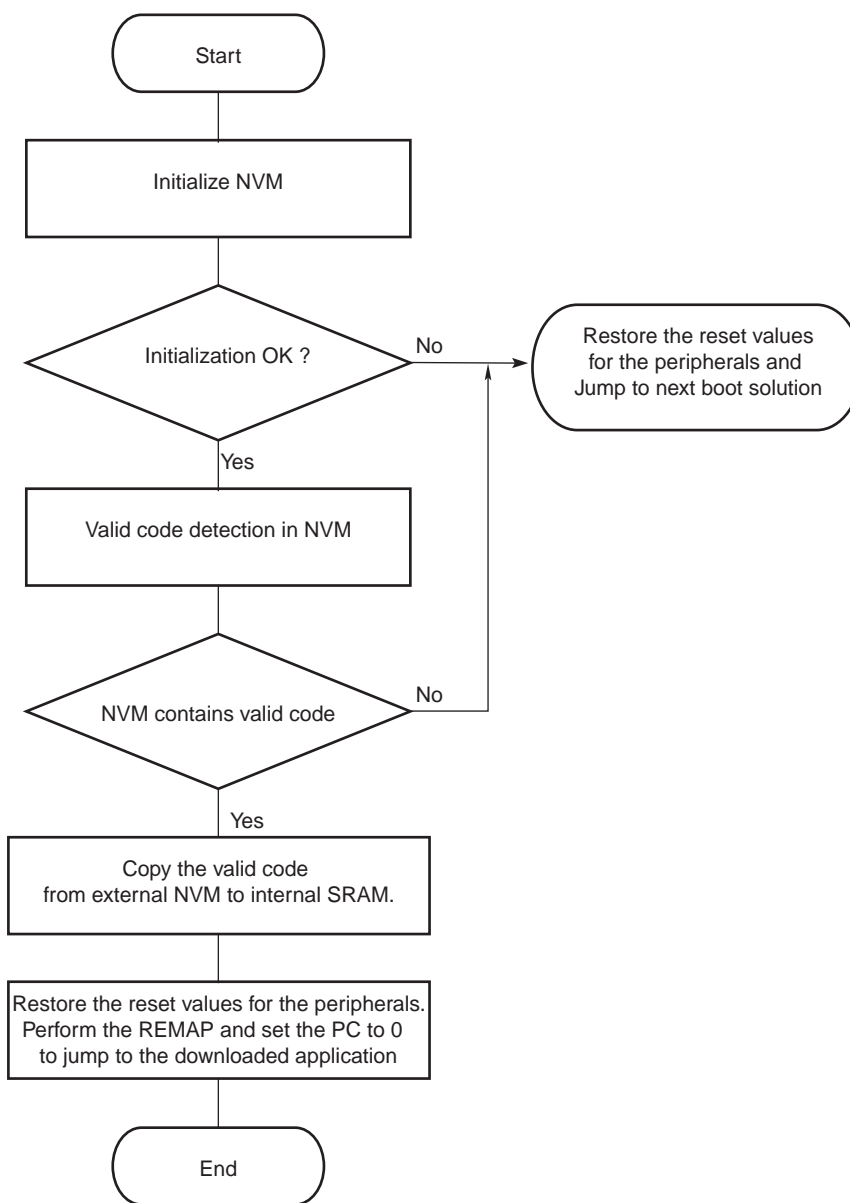 Start
Initialize NVM
Initialization OK ?
No
Restore the reset values
for the peripherals and
Jump to next boot solution
Yes
Valid code detection in NVM
NVM contains valid code
No
Yes
Copy the valid code
from external NVM to internal SRAM.
Restore the reset values for the peripherals.
Perform the REMAP and set the PC to 0
to jump to the downloaded application
End